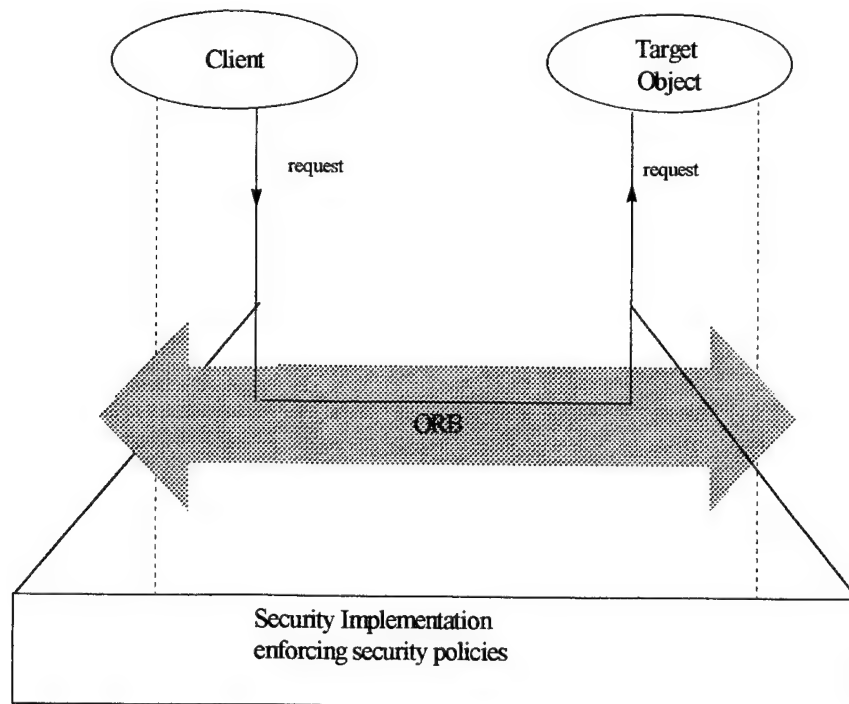 Client
Target
Object
request
request
ORB
Security Implementation
enforcing security policies